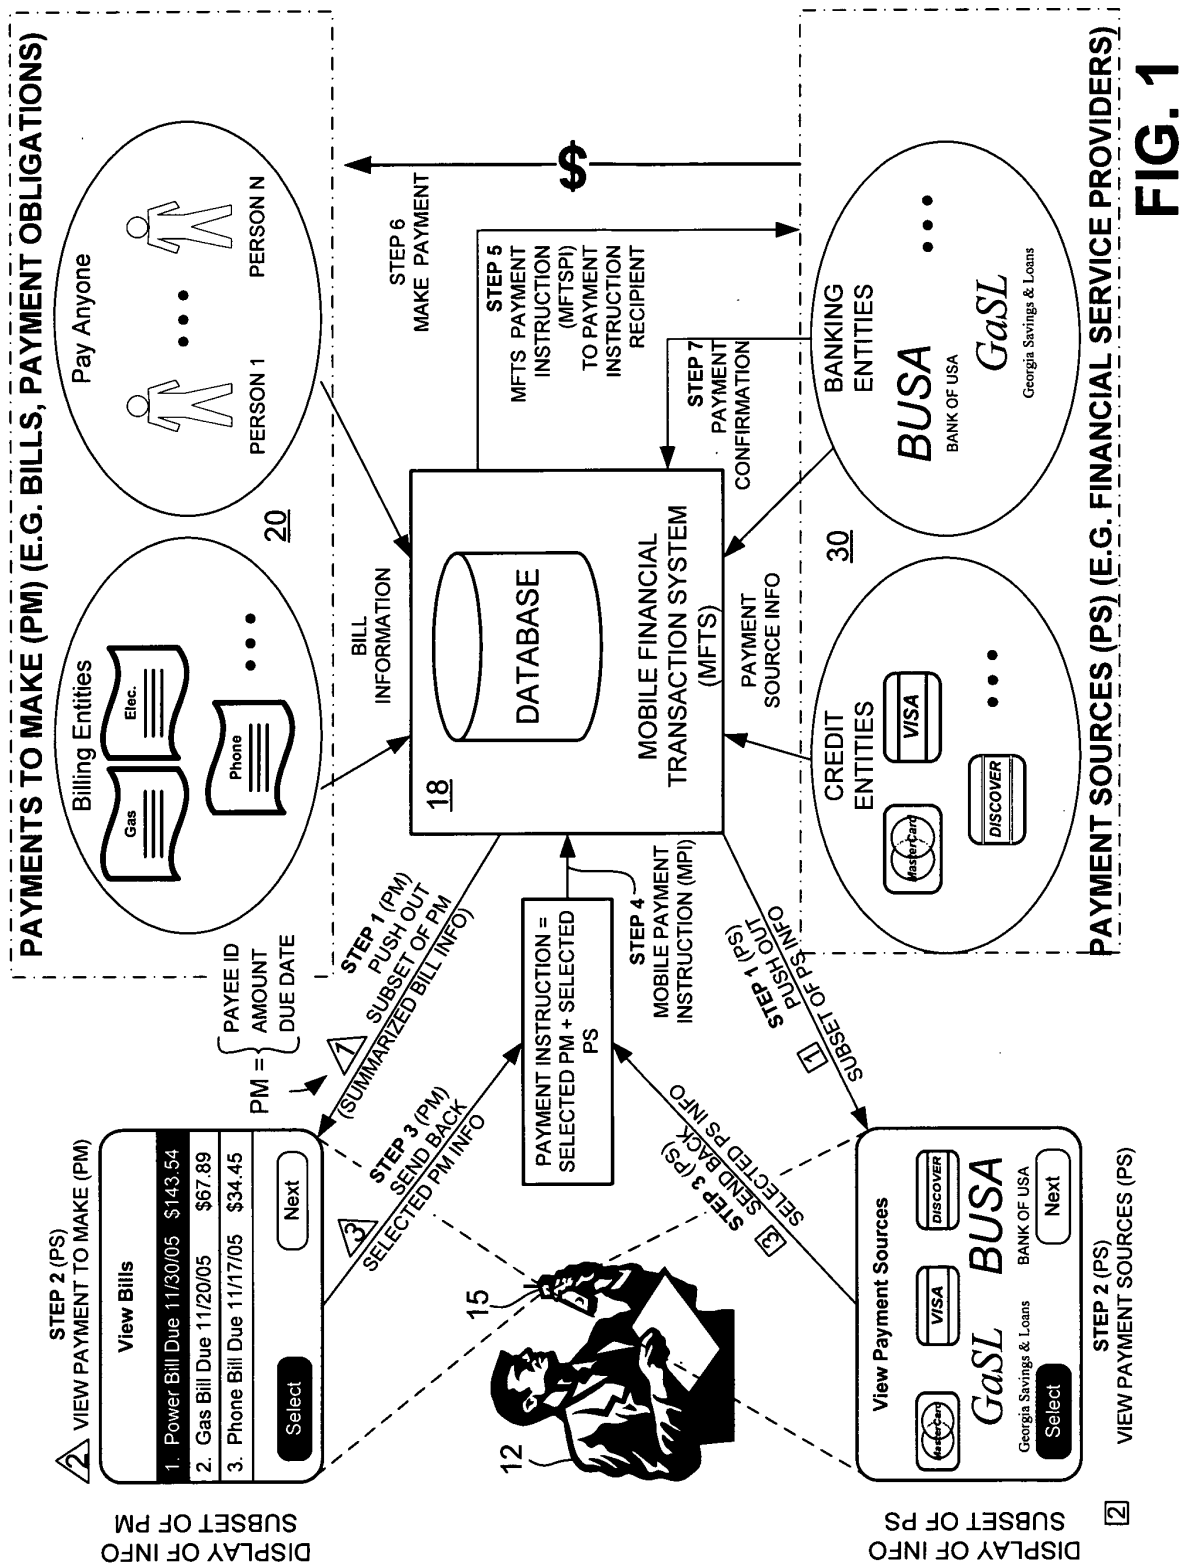 PAYMENTS TO MAKE (PM) (E.G. BILLS, PAYMENT OBLIGATIONS)
Billing Entities
Gas
Elec.
Phone
Pay Anyone
PERSON 1
PERSON N
20
STEP 2 (PS)
2 VIEW PAYMENT TO MAKE (PM)
DISPLAY OF INFO
SUBSET OF PM
View Bills
1. Power Bill Due 11/30/05 $143.54
2. Gas Bill Due 11/20/05 $67.89
3. Phone Bill Due 11/17/05 $34.45
Select
Next
PM =
PAYEE ID
AMOUNT
DUE DATE
1
STEP 1 (PM)
PUSH OUT
SUBSET OF PM
(SUMMARIZED BILL INFO)
3
STEP 3 (PM)
SEND BACK
SELECTED PM INFO
BILL
INFORMATION
STEP 6
MAKE PAYMENT
$
STEP 5
MFTS PAYMENT
INSTRUCTION
(MFTSPI)
TO PAYMENT
INSTRUCTION
RECIPIENT
18
DATABASE
MOBILE FINANCIAL
TRANSACTION SYSTEM
(MFTS)
PAYMENT INSTRUCTION =
SELECTED PM + SELECTED
PS
STEP 4
MOBILE PAYMENT
INSTRUCTION (MPI)
12
15
STEP 7
PAYMENT
CONFIRMATION
PAYMENT
SOURCE INFO
STEP 1 (PS)
PUSH OUT
SUBSET OF PS INFO
1
STEP 3 (PS)
SEND BACK
SELECTED PS INFO
3
30
CREDIT
ENTITIES
MasterCard
VISA
DISCOVER
BANKING
ENTITIES
BUSA
BANK OF USA
GaSL
Georgia Savings & Loans
PAYMENT SOURCES (PS) (E.G. FINANCIAL SERVICE PROVIDERS)
DISPLAY OF INFO
SUBSET OF PS
View Payment Sources
MasterCard
VISA
DISCOVER
GaSL
Georgia Savings & Loans
BUSA
BANK OF USA
Select
Next
STEP 2 (PS)
2 VIEW PAYMENT SOURCES (PS)
FIG. 1